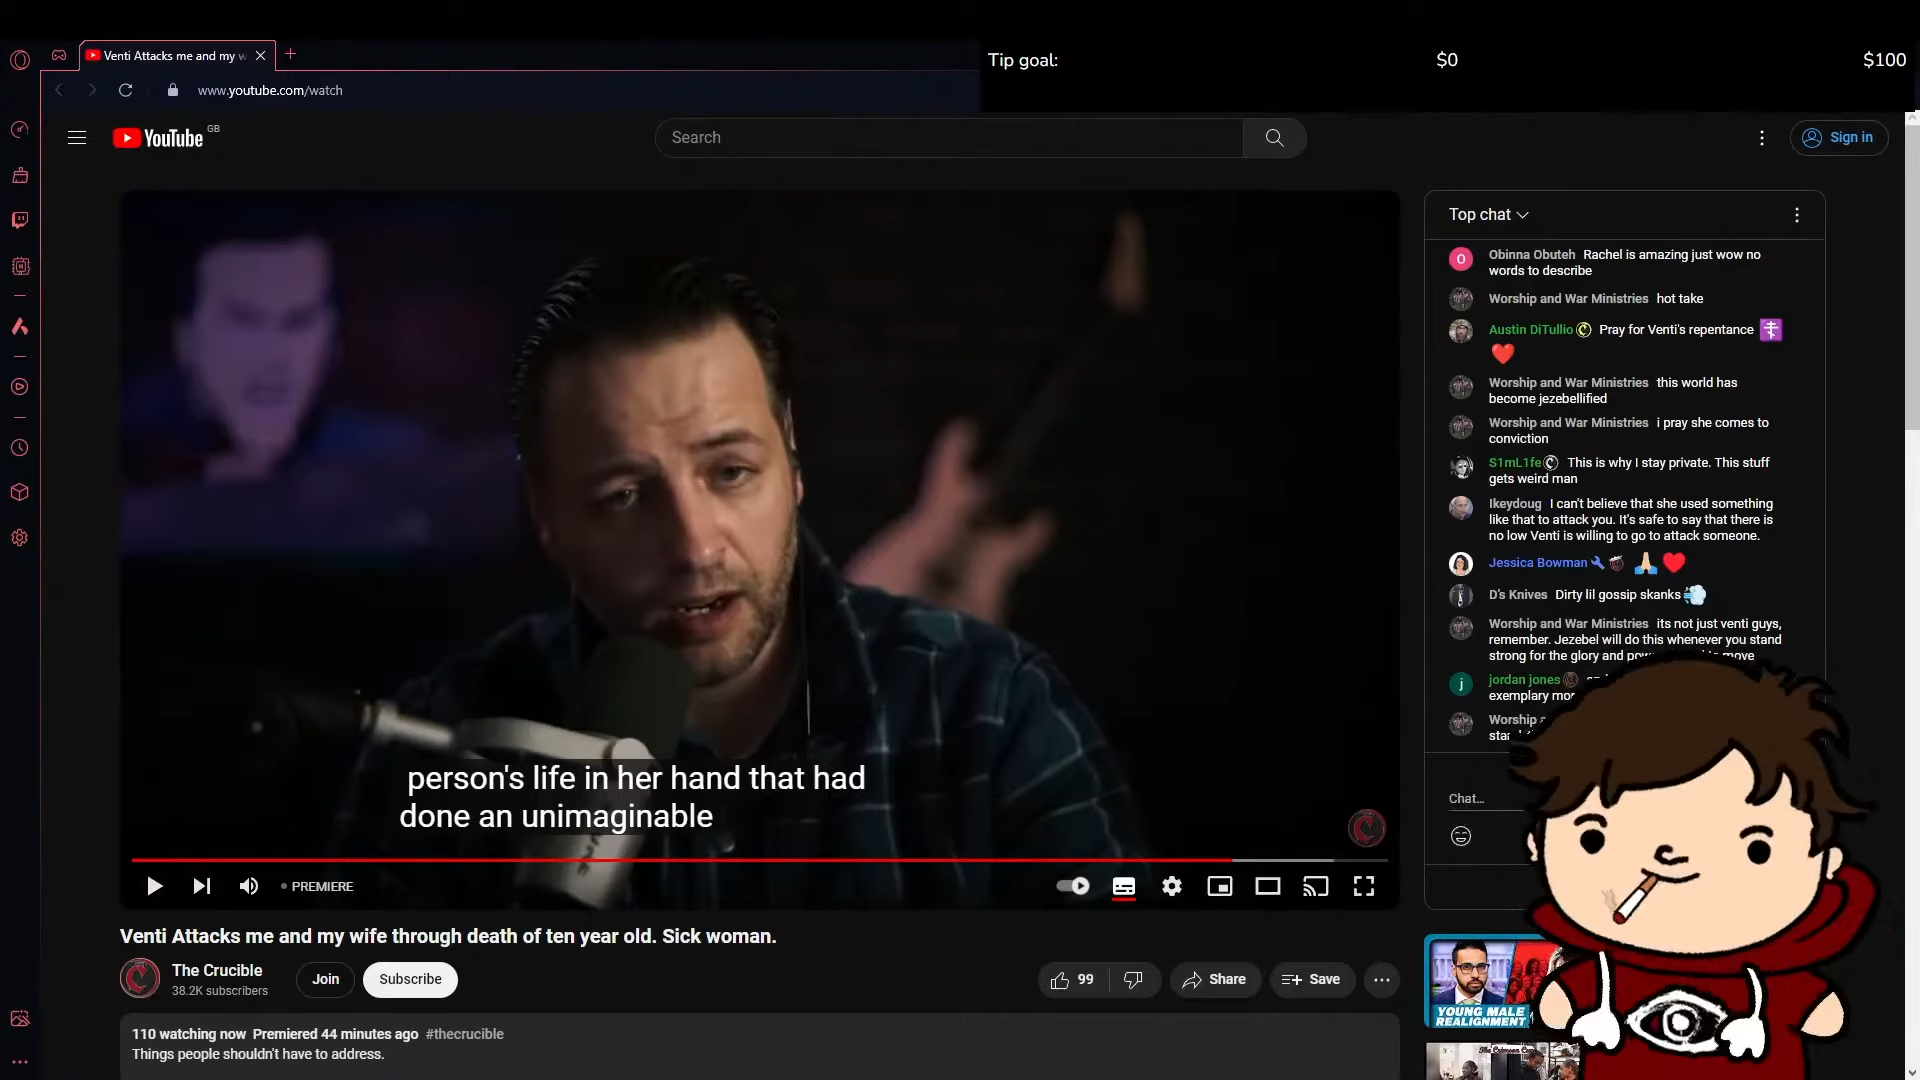 Venti Attacks me and my w
Tip goal:
$0
$100
www.youtube.com/watch
YouTube GB
Search
Sign in
Top chat
Obinna Obuteh Rachel is amazing just wow no
words to describe
Worship and War Ministries hot take
Austin DiTullio Pray for Venti's repentance
Worship and War Ministries this world has
become jezebellified
Worship and War Ministries i pray she comes to
conviction
S1mL1fe This is why I stay private. This stuff
gets weird man
Ikeydoug I can't believe that she used something
like that to attack you. It's safe to say that there is
no low Venti is willing to go to attack someone.
Jessica Bowman
D's Knives Dirty lil gossip skanks
Worship and War Ministries its not just venti guys,
remember. Jezebel will do this whenever you stand
strong for the glory and move
jordan jones
exemplary
Worship
Chat...
person's life in her hand that had
done an unimaginable
PREMIERE
Venti Attacks me and my wife through death of ten year old. Sick woman.
The Crucible
38.2K subscribers
Join
Subscribe
99
Share
Save
110 watching now Premiered 44 minutes ago #thecrucible
Things people shouldn't have to address.
YOUNG MALE
REALIGNMENT